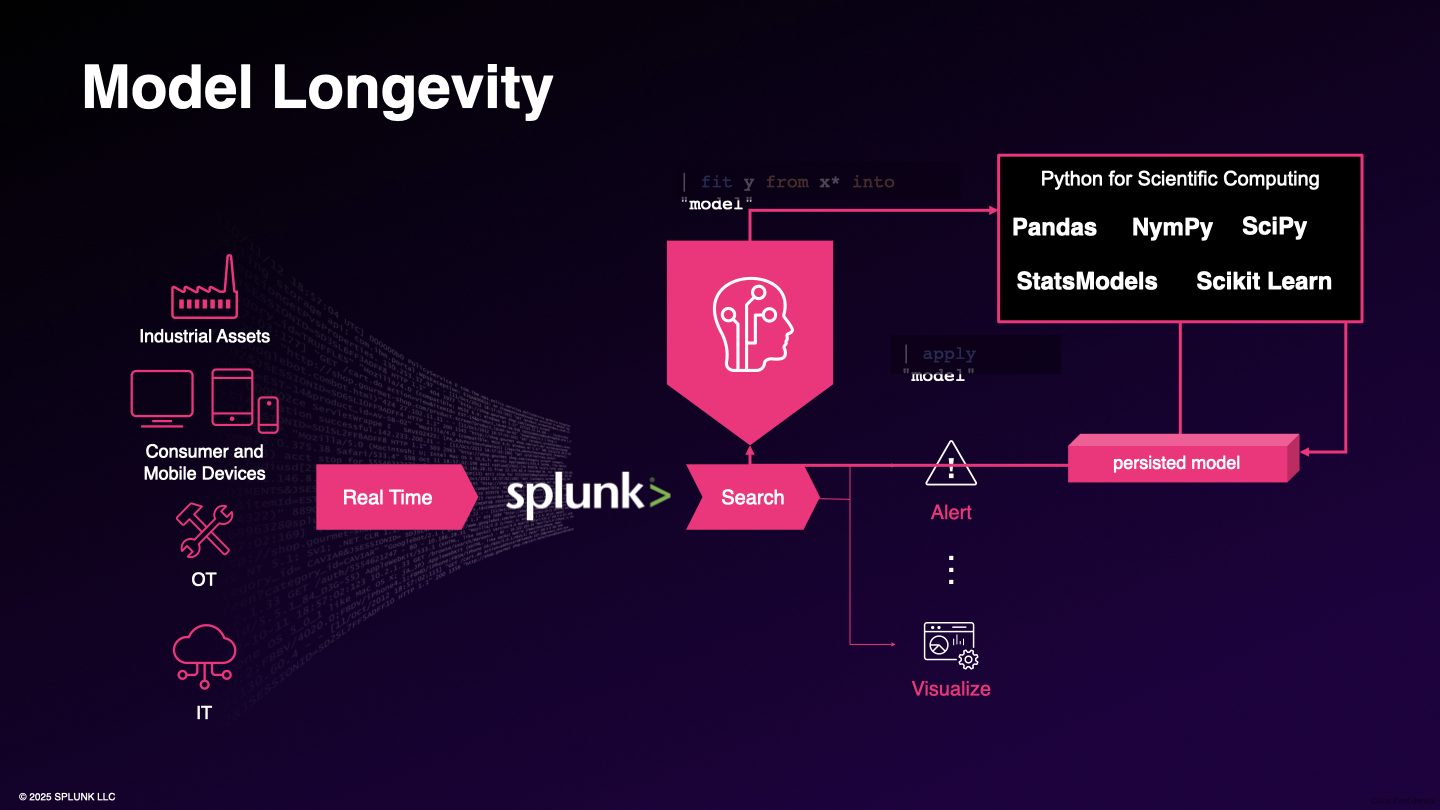 Model Longevity
| fit y from x* into
"model"
Python for Scientific Computing
Pandas NymPy SciPy
StatsModels Scikit Learn
Industrial Assets
| apply
"model"
Consumer and
Mobile Devices
Real Time
splunk>
Search
persisted model
Alert
OT
Visualize
IT
© 2025 SPLUNK LLC